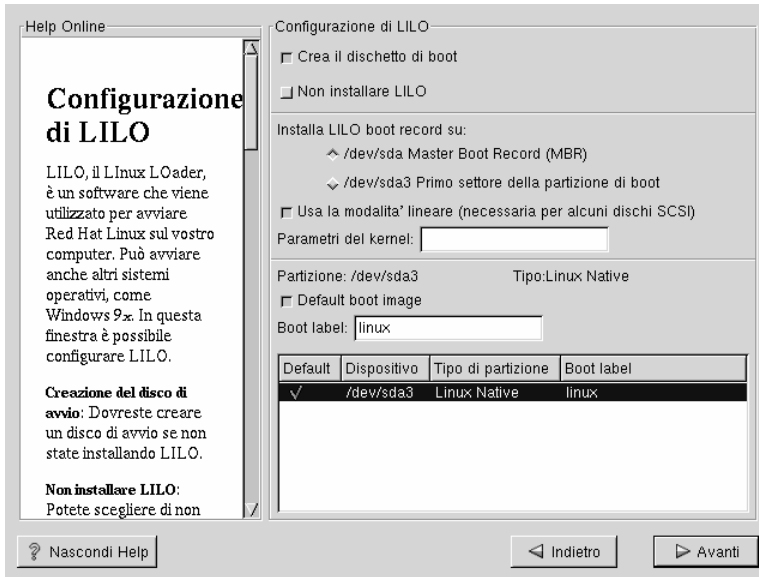 Help Online
Configurazione
di LILO
LILO, il LInux LOader,
è un software che viene
utilizzato per avviare
Red Hat Linux sul vostro
computer. Può avviare
anche altri sistemi
operativi, come
Windows 9x. In questa
finestra è possibile
configurare LILO.
Creazione del disco di
avvio: Dovreste creare
un disco di avvio se non
state installando LILO.
Non installare LILO:
Potete scegliere di non
Configurazione di LILO
Crea il dischetto di boot
Non installare LILO
Installa LILO boot record su:
/dev/sda Master Boot Record (MBR)
/dev/sda3 Primo settore della partizione di boot
Usa la modalita' lineare (necessaria per alcuni dischi SCSI)
Parametri del kernel:
Partizione: /dev/sda3 Tipo:Linux Native
Default boot image
Boot label: linux
Default Dispositivo Tipo di partizione Boot label
/dev/sda3 Linux Native linux
Nascondi Help Indietro Avanti